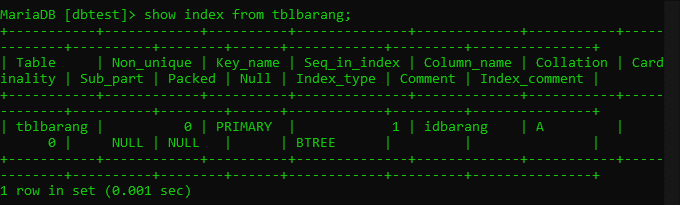 MariaDB [dbtest]> show index from tblbarang;
+-----------+------------+----------+--------------+-------------+-----------+-----
--------+----------+--------+------+------------+---------+---------------+
| Table     | Non_unique | Key_name | Seq_in_index | Column_name | Collation | Card
inality | Sub_part | Packed | Null | Index_type | Comment | Index_comment |
+-----------+------------+----------+--------------+-------------+-----------+-----
--------+----------+--------+------+------------+---------+---------------+
| tblbarang |          0 | PRIMARY  |            1 | idbarang    | A         |
      0 |     NULL | NULL   |      | BTREE      |         |               |
+-----------+------------+----------+--------------+-------------+-----------+-----
--------+----------+--------+------+------------+---------+---------------+
1 row in set (0.001 sec)